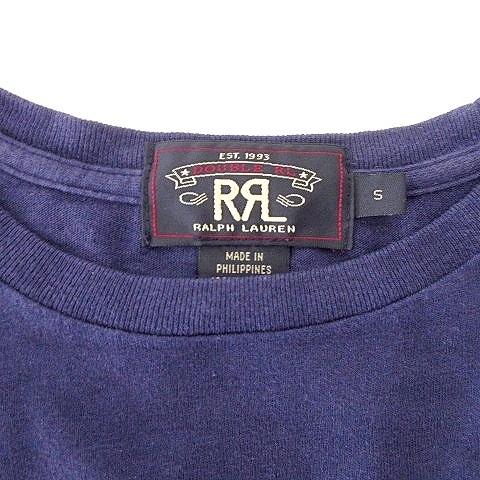 EST. 1993
DOUBLE RL
RRL
RALPH LAUREN
S
MADE IN
PHILIPPINES